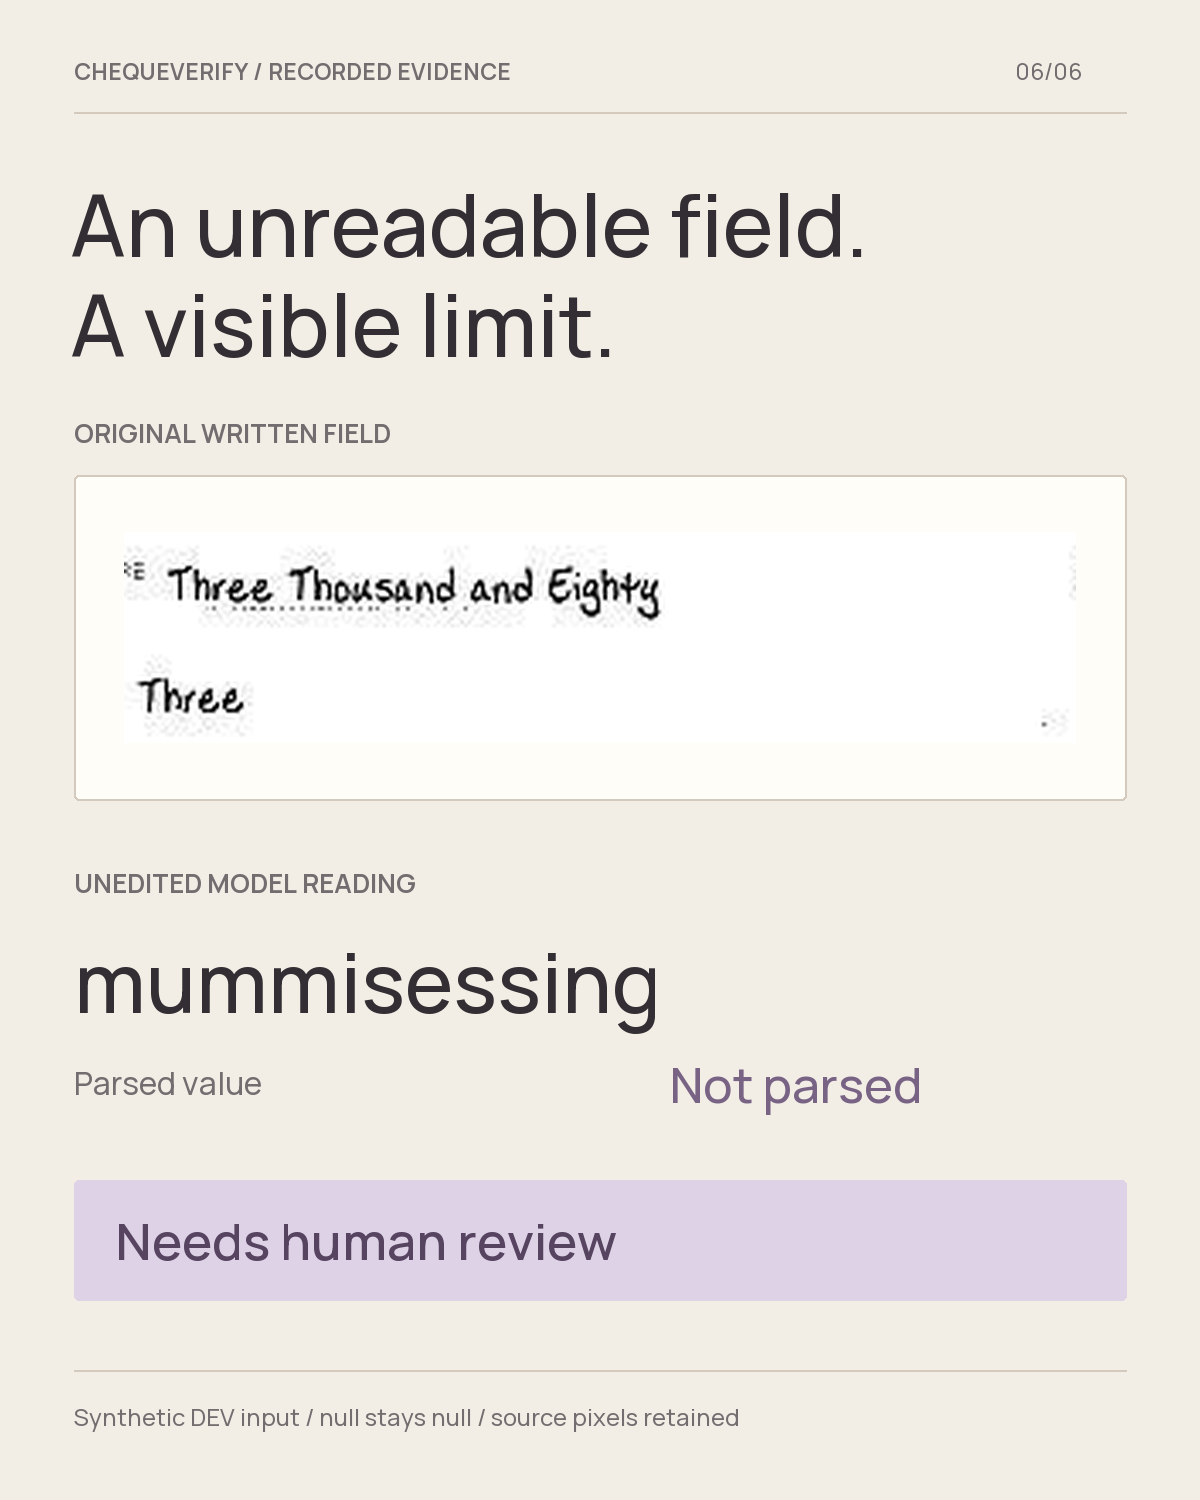 CHEQUEVERIFY / RECORDED EVIDENCE
06/06
An unreadable field.
A visible limit.
ORIGINAL WRITTEN FIELD
Three Thousand and Eighty
Three
UNEDITED MODEL READING
mummisessing
Parsed value
Not parsed
Needs human review
Synthetic DEV input / null stays null / source pixels retained